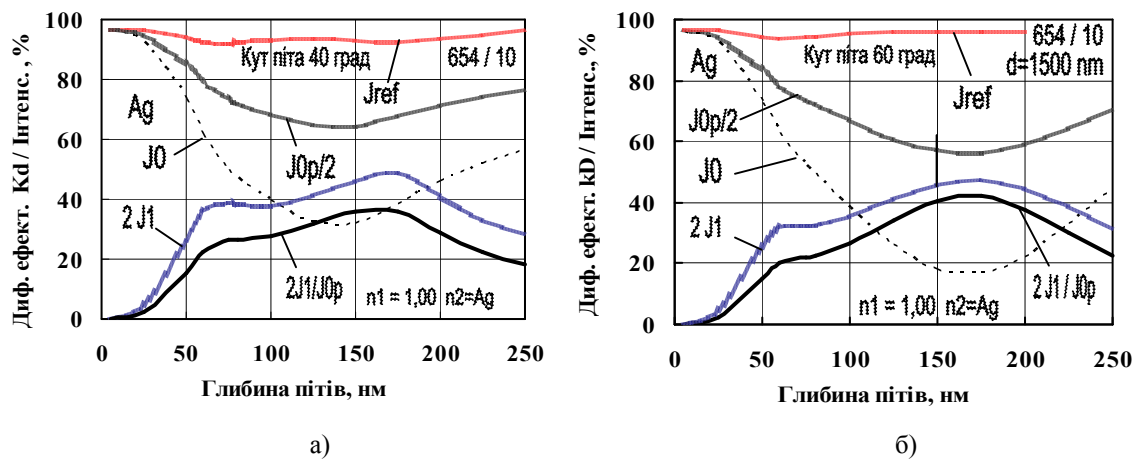 Диф. ефект. Kd / Інтенс., %
100
80
60
40
20
0
0 50 100 150 200 250
Глибина пітів, нм
Кут піта 40 град
654 / 10
Ag
Jref
J0
J0p/2
2 J1
2J1/J0p
n1 = 1,00 n2=Ag
а)
Диф. ефект. kD / Інтенс., %
100
80
60
40
20
0
0 50 100 150 200 250
Глибина пітів, нм
Кут піта 60 град
654 / 10
d=1500 nm
Ag
Jref
J0p/2
J0
2 J1
2 J1 / J0p
n1 = 1,00 n2=Ag
б)